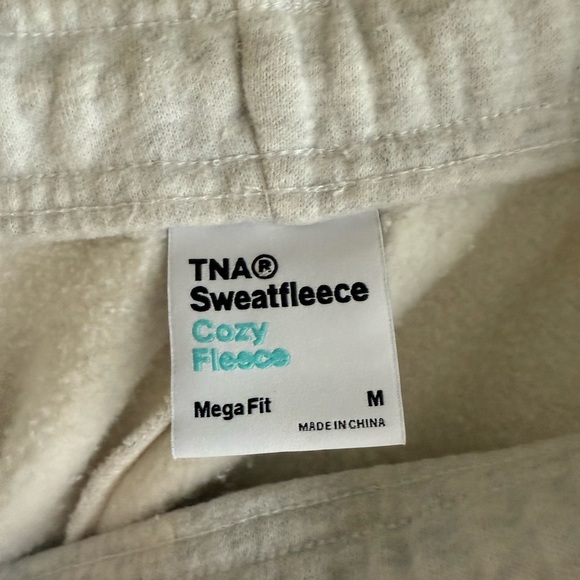 TNA®
Sweatfleece
Cozy
Fleece
Mega Fit M
MADE IN CHINA